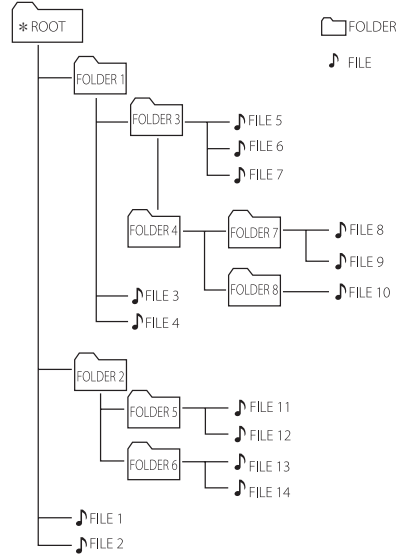 * ROOT
FOLDER
FILE
FOLDER 1
FOLDER 3
FILE 5
FILE 6
FILE 7
FOLDER 4
FOLDER 7
FILE 8
FILE 9
FOLDER 8
FILE 10
FILE 3
FILE 4
FOLDER 2
FOLDER 5
FILE 11
FILE 12
FOLDER 6
FILE 13
FILE 14
FILE 1
FILE 2